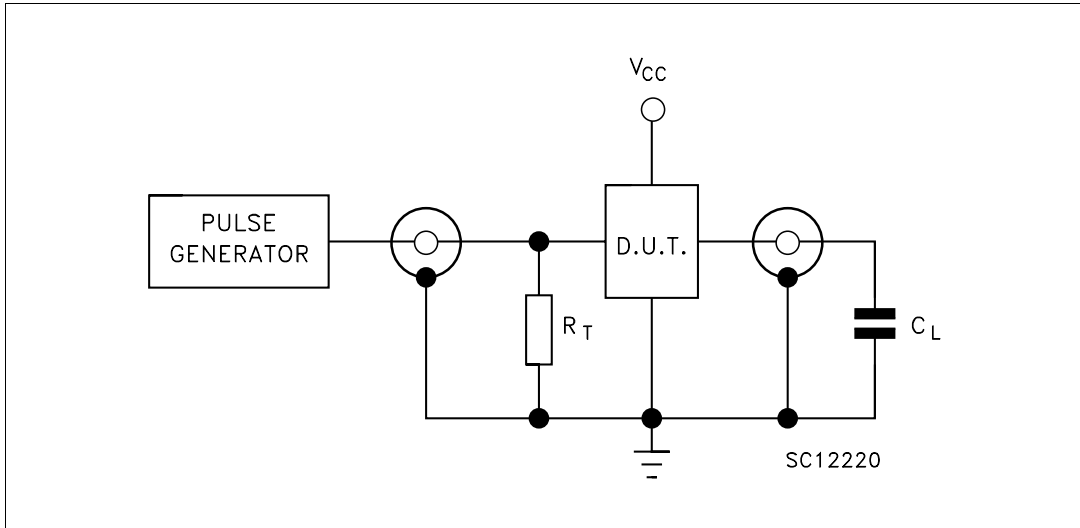 VCC
PULSE
GENERATOR
D.U.T.
RT
CL
SC12220